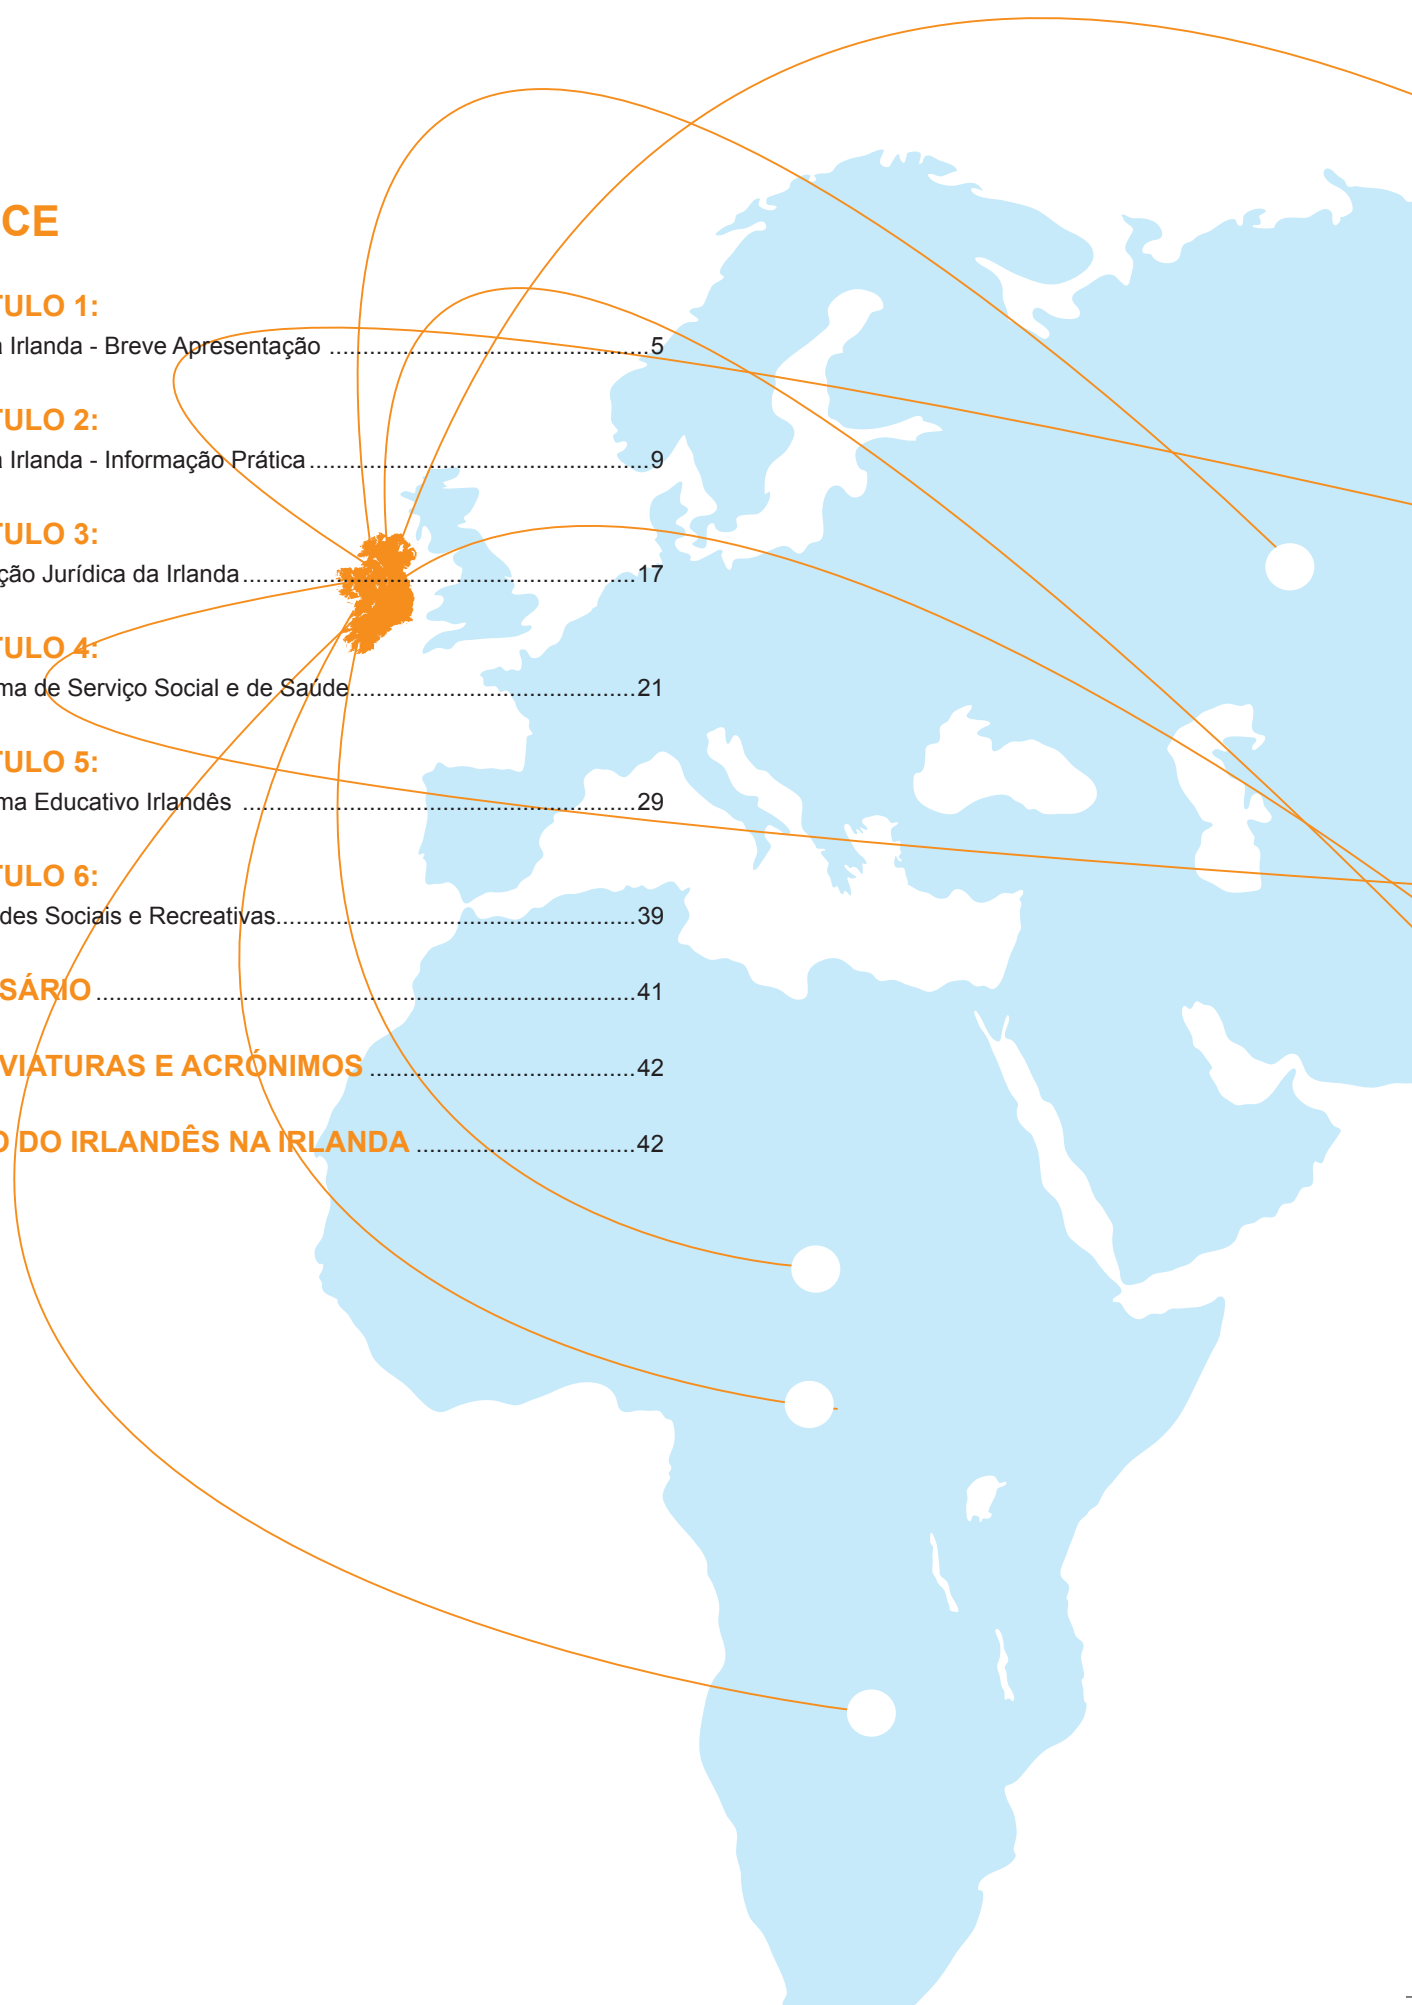 CE
TULO 1:
a Irlanda - Breve Apresentação ................................................5
TULO 2:
a Irlanda - Informação Prática...................................................9
TULO 3:
ção Jurídica da Irlanda...........................................................17
TULO 4:
ma de Serviço Social e de Saúde...........................................21
TULO 5:
ma Educativo Irlandês ...........................................................29
TULO 6:
des Sociais e Recreativas......................................................39
SÁRIO.................................................................................41
VIATURAS E ACRÓNIMOS........................................42
O DO IRLANDÊS NA IRLANDA.................................42